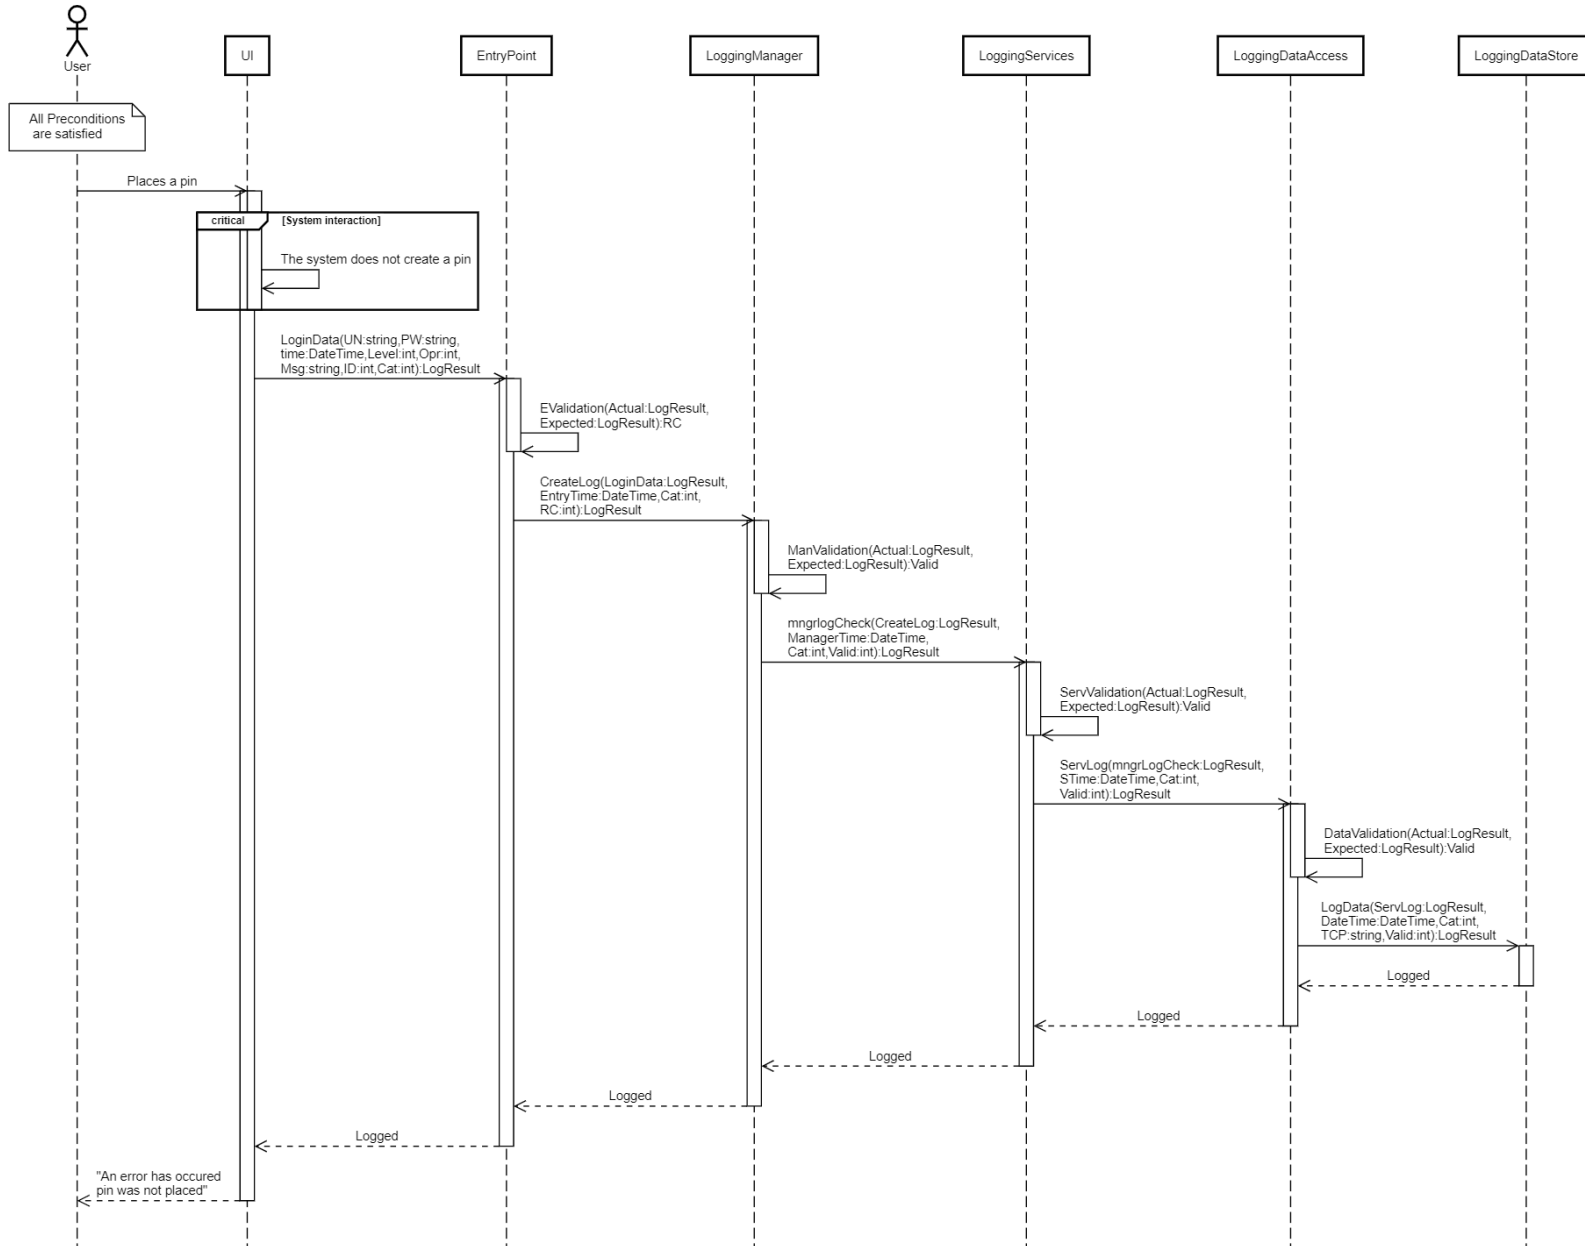 User
UI
EntryPoint
LoggingManager
LoggingServices
LoggingDataAccess
LoggingDataStore
All Preconditions
are satisfied
Places a pin
critical
[System interaction]
The system does not create a pin
LoginData(UN:string,PW:string,
time:DateTime,Level:int,Opr:int,
Msg:string,ID:int,Cat:int):LogResult
EValidation(Actual:LogResult,
Expected:LogResult):RC
CreateLog(LoginData:LogResult,
EntryTime:DateTime,Cat:int,
RC:int):LogResult
ManValidation(Actual:LogResult,
Expected:LogResult):Valid
mngrlogCheck(CreateLog:LogResult,
ManagerTime:DateTime,
Cat:int,Valid:int):LogResult
ServValidation(Actual:LogResult,
Expected:LogResult):Valid
ServLog(mngrLogCheck:LogResult,
STime:DateTime,Cat:int,
Valid:int):LogResult
DataValidation(Actual:LogResult,
Expected:LogResult):Valid
LogData(ServLog:LogResult,
DateTime:DateTime,Cat:int,
TCP:string,Valid:int):LogResult
Logged
Logged
Logged
Logged
Logged
"An error has occured
pin was not placed"